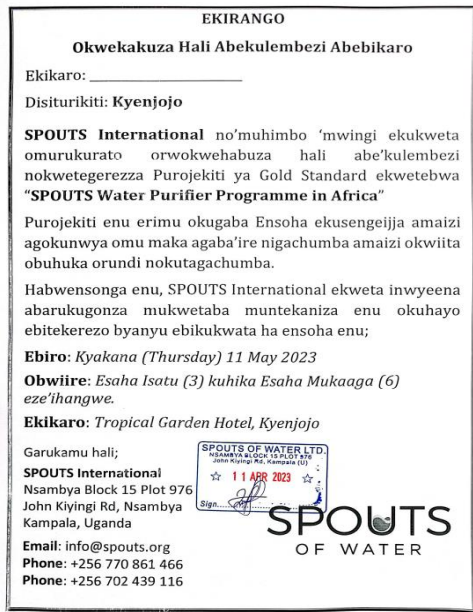 EKIRANGO
Okwekakuza Hali Abekulembezi Abebikaro
Ekikaro: ____________________
Disiturikiti: Kyenjojo
SPOUTS International no'muhimbo 'mwingi ekukweta
omurukurato orwokwehabuza hali abe'kulembezi
nokwetegerezza Purojekiti ya Gold Standard ekwetebwa
“SPOUTS Water Purifier Programme in Africa”
Purojekiti enu erimu okugaba Ensoha ekusengeijja amaizi
agokunwya omu maka agaba'ire nigachumba amaizi okwiita
obuhuka orundi nokutagachumba.
Habwensonga enu, SPOUTS International ekweta inwyeena
abarukugonza mukwetaba muntekaniza enu okuhayo
ebitekerezo byanyu ebikukwata ha ensoha enu;
Ebiro: Kyakana (Thursday) 11 May 2023
Obwiire: Esaha Isatu (3) kuhika Esaha Mukaaga (6)
eze'ihangwe.
Ekikaro: Tropical Garden Hotel, Kyenjojo
Garukamu hali;
SPOUTS International
Nsambya Block 15 Plot 976
John Kiyingi Rd, Nsambya
Kampala, Uganda
Email: info@spouts.org
Phone: +256 770 861 466
Phone: +256 702 439 116
SPOUTS OF WATER LTD.
NSAMBYA BLOCK 15 PLOT 976
John Kiyingi Rd, Kampala (U)
11 APR 2023
Sign
SPOUTS
OF WATER